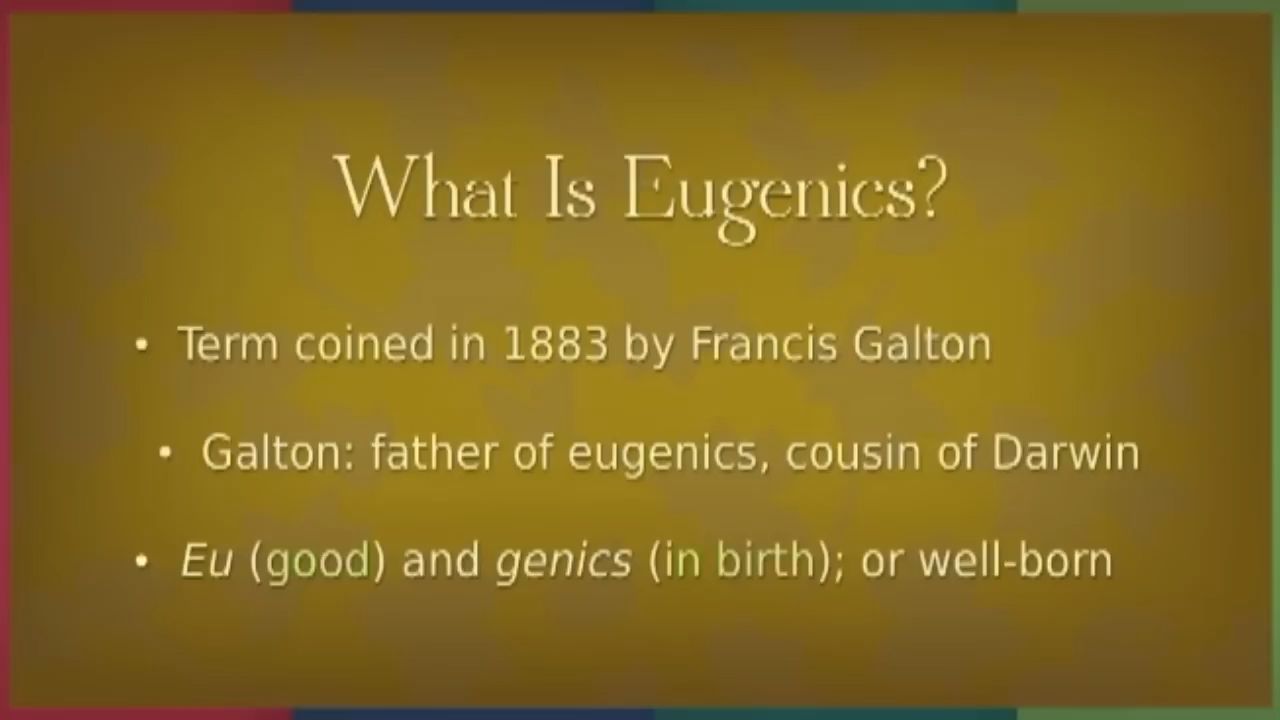 What Is Eugenics?
• Term coined in 1883 by Francis Galton
• Galton: father of eugenics, cousin of Darwin
• Eu (good) and genics (in birth); or well-born